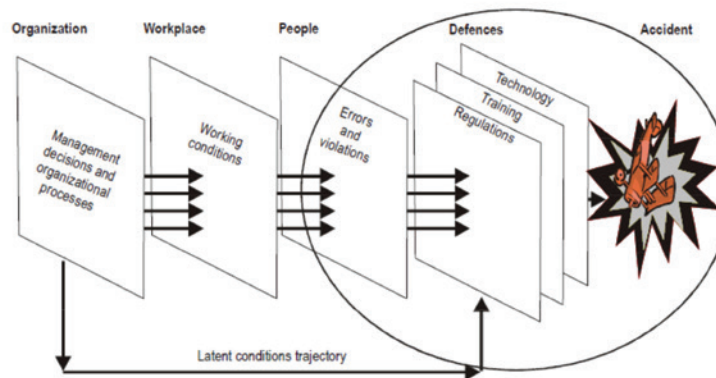 Organization
Workplace
People
Defences
Accident
Management
decisions and
organizational
processes
Working
conditions
Errors
and
violations
Technology
Training
Regulations
Latent conditions trajectory